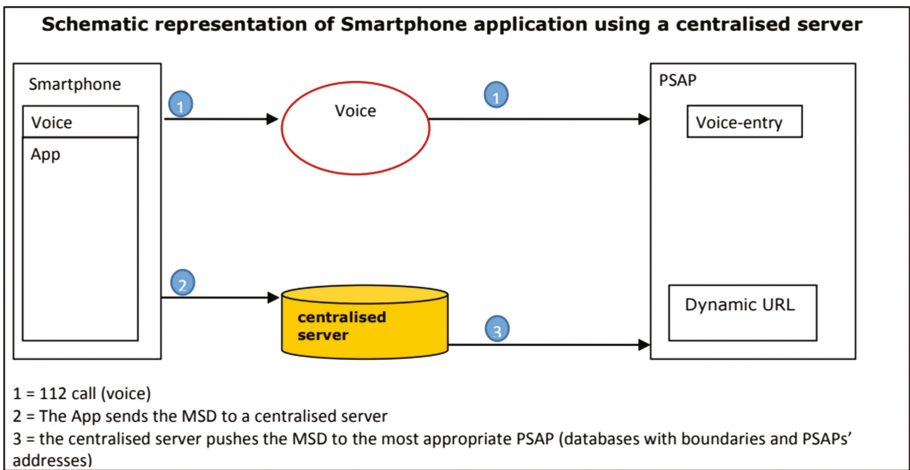 Schematic representation of Smartphone application using a centralised server
Smartphone
Voice
App
1
Voice
1
PSAP
Voice-entry
2
centralised
server
3
Dynamic URL
1 = 112 call (voice)
2 = The App sends the MSD to a centralised server
3 = the centralised server pushes the MSD to the most appropriate PSAP (databases with boundaries and PSAPs'
addresses)